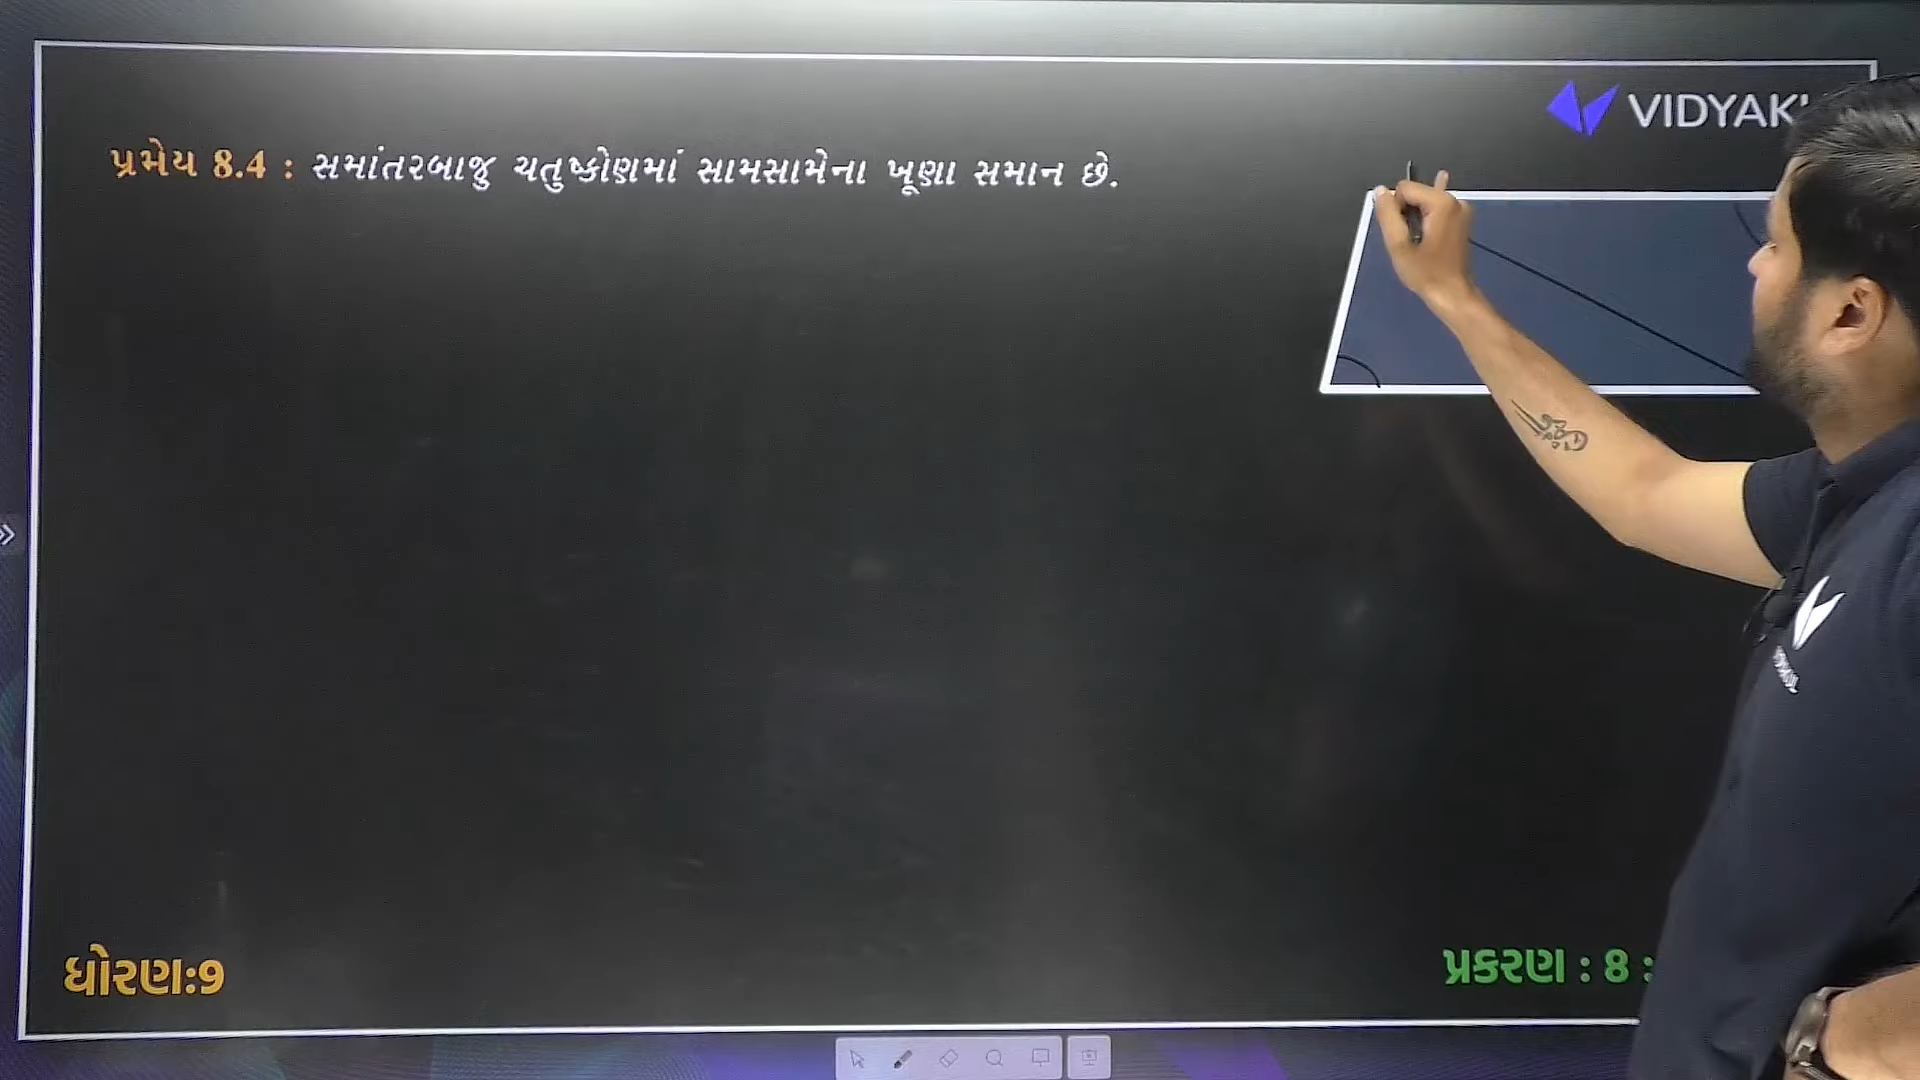 VIDYAK
પ્રમેય 8.4 : સમાંતરબાજુ ચતુષ્કોણમાં સામસામેના ખૂણા સમાન છે.
ધોરણ:9
પ્રકરણ : 8 :